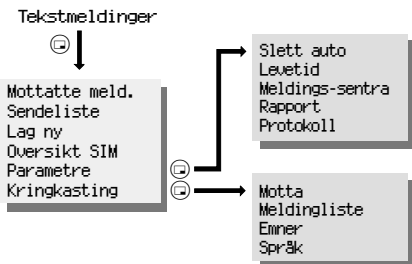 Tekstmeldinger
Mottatte meld.
Sendeliste
Lag ny
Oversikt SIM
Parametre
Kringkasting
Slett auto
Levetid
Meldings-sentra
Rapport
Protokoll
Motta
Meldingliste
Emner
Språk